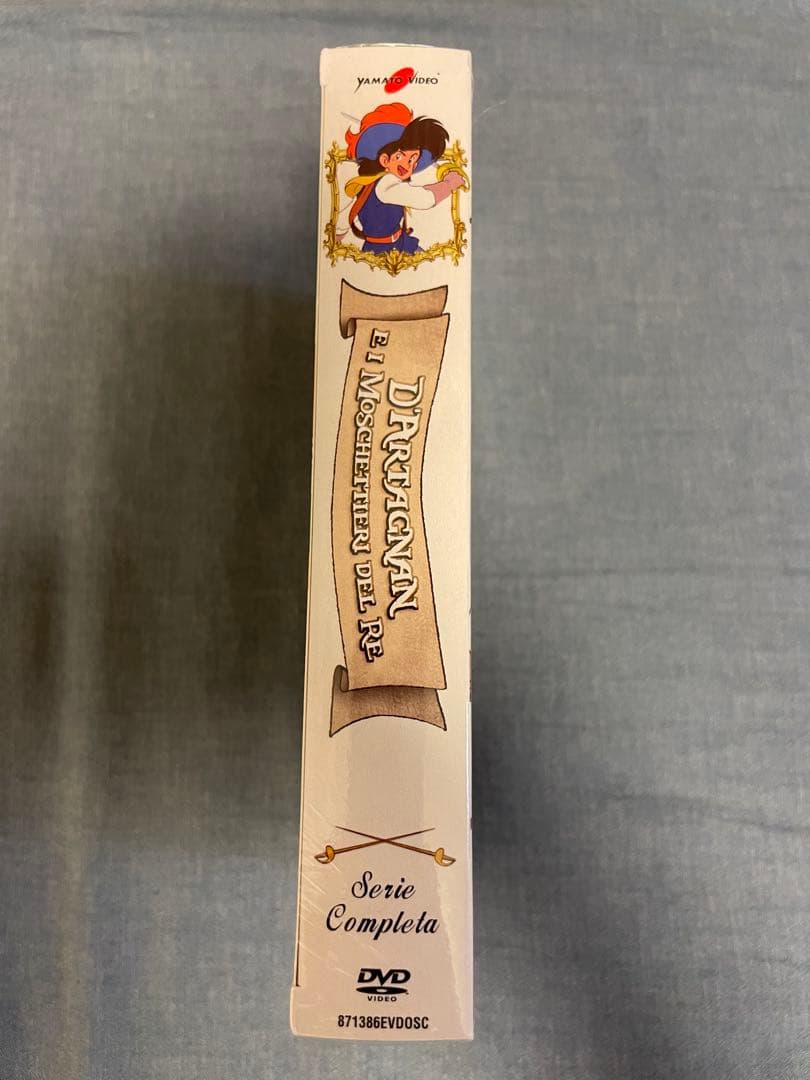 YAMATO VIDEO
D'ARTAGNAN
E I MOSCHETTIERI DEL RE
Serie
Completa
DVD
VIDEO
871386EVDOSC